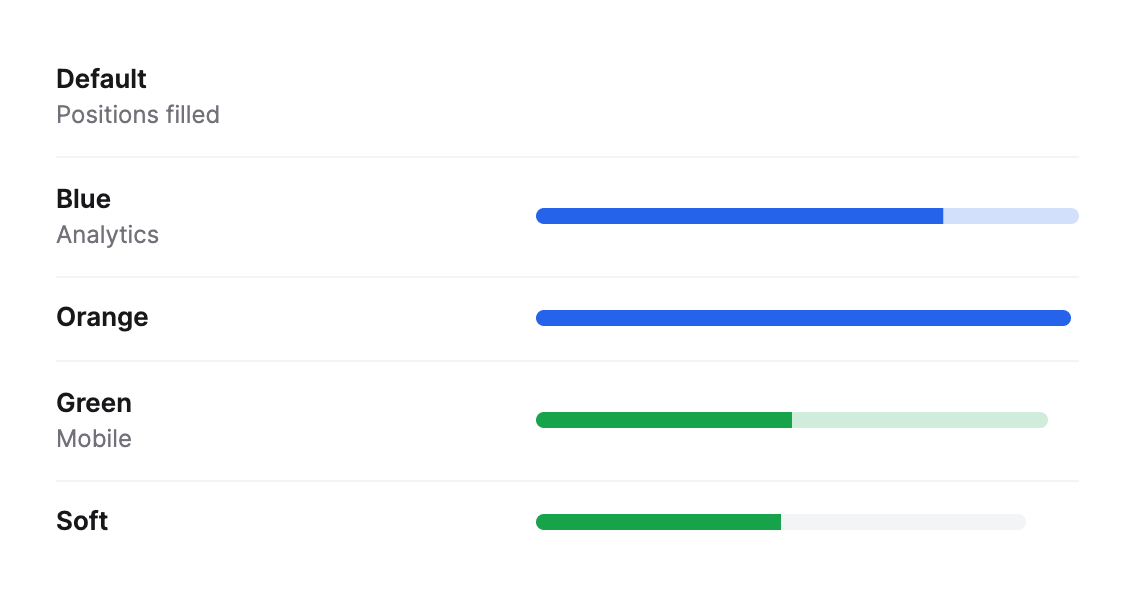 Default
Positions filled
Blue
Analytics
Orange
Green
Mobile
Soft